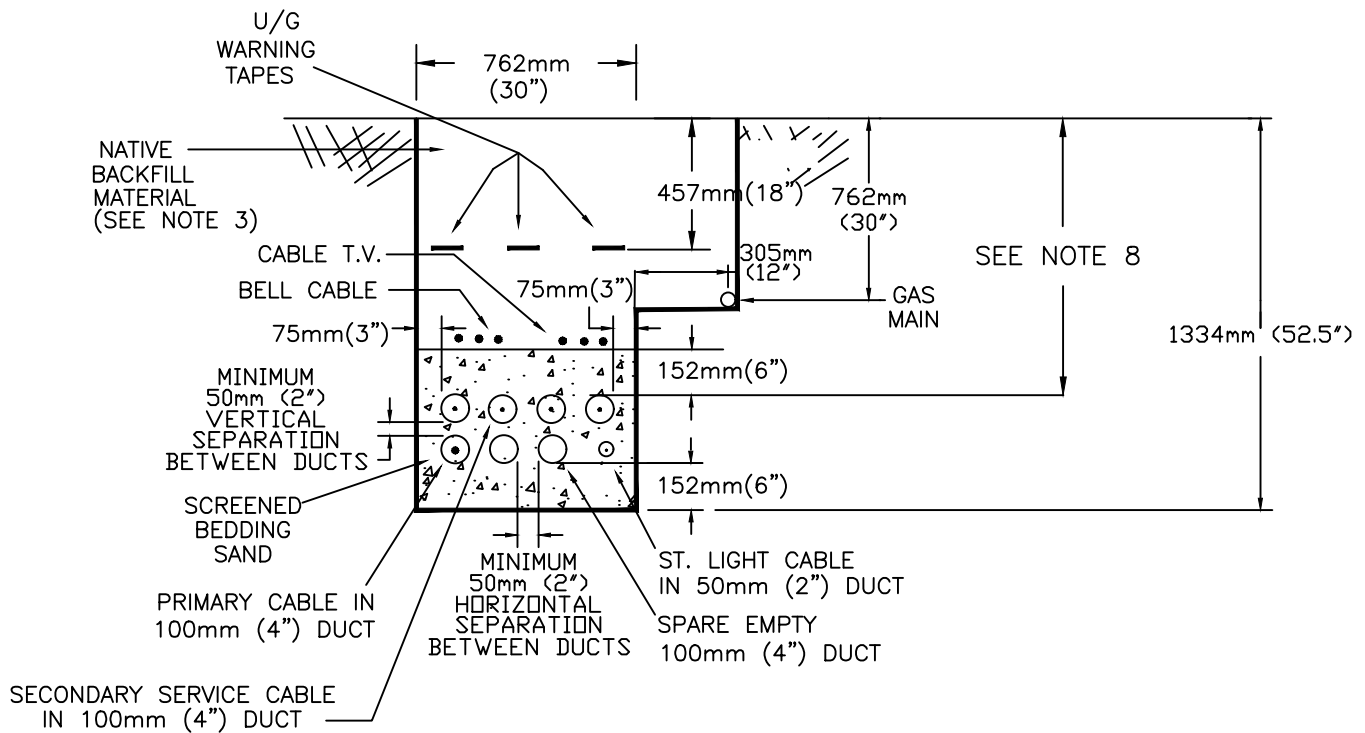 U/G
WARNING
TAPES
762mm
(30")
NATIVE
BACKFILL
MATERIAL
(SEE NOTE 3)
457mm(18")
762mm
(30")
CABLE T.V.
305mm
(12")
SEE NOTE 8
BELL CABLE
75mm(3")
GAS
MAIN
75mm(3")
1334mm (52.5")
152mm(6")
MINIMUM
50mm (2")
VERTICAL
SEPARATION
BETWEEN DUCTS
152mm(6")
SCREENED
BEDDING
SAND
MINIMUM
50mm (2")
HORIZONTAL
SEPARATION
BETWEEN DUCTS
ST. LIGHT CABLE
IN 50mm (2") DUCT
PRIMARY CABLE IN
100mm (4") DUCT
SPARE EMPTY
100mm (4") DUCT
SECONDARY SERVICE CABLE
IN 100mm (4") DUCT